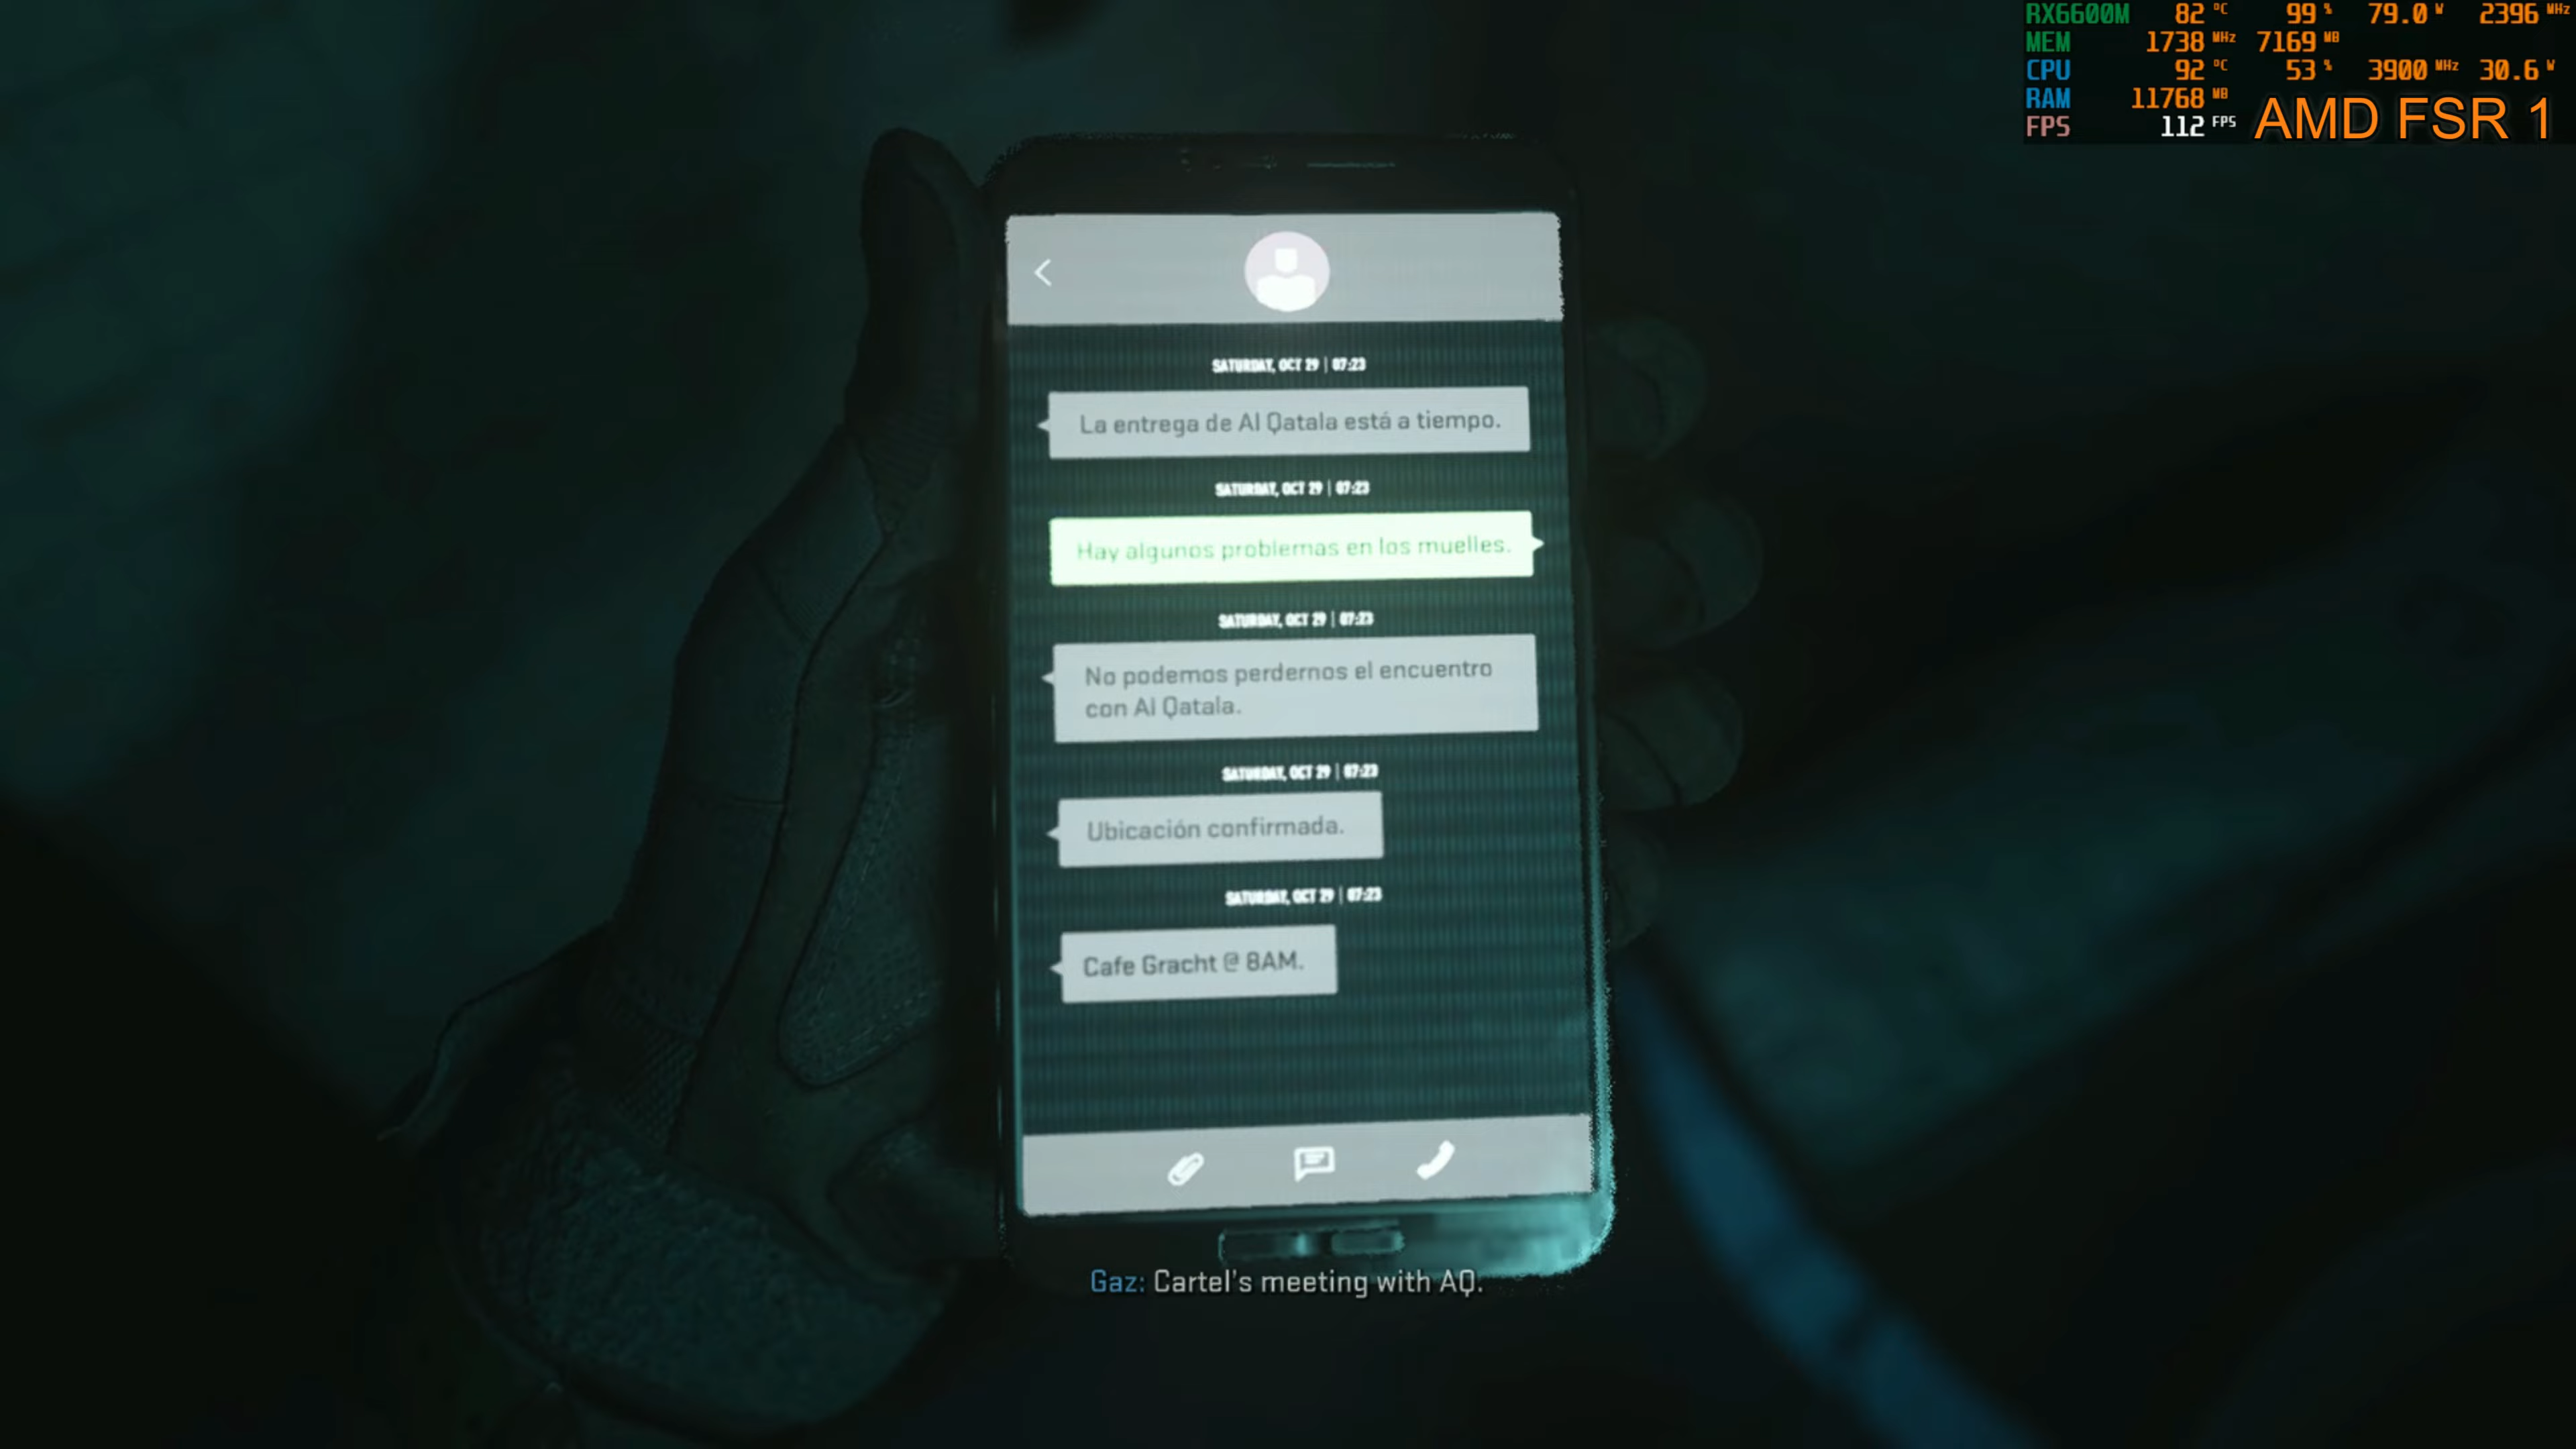 RX6600M 82 °C 99 % 79.0 W 2396 MHz
MEM 1738 MHz 7169 MB
CPU 92 °C 53 % 3900 MHz 30.6 W
RAM 11768 MB
FPS 112 FPS
AMD FSR 1
SATURDAY, OCT 29 | 07:23
La entrega de Al Qatala está a tiempo.
SATURDAY, OCT 29 | 07:23
Hay algunos problemas en los muelles.
SATURDAY, OCT 29 | 07:23
No podemos perdernos el encuentro
con Al Qatala.
SATURDAY, OCT 29 | 07:23
Ubicación confirmada.
SATURDAY, OCT 29 | 07:23
Cafe Gracht @ 8AM.
Gaz: Cartel's meeting with AQ.